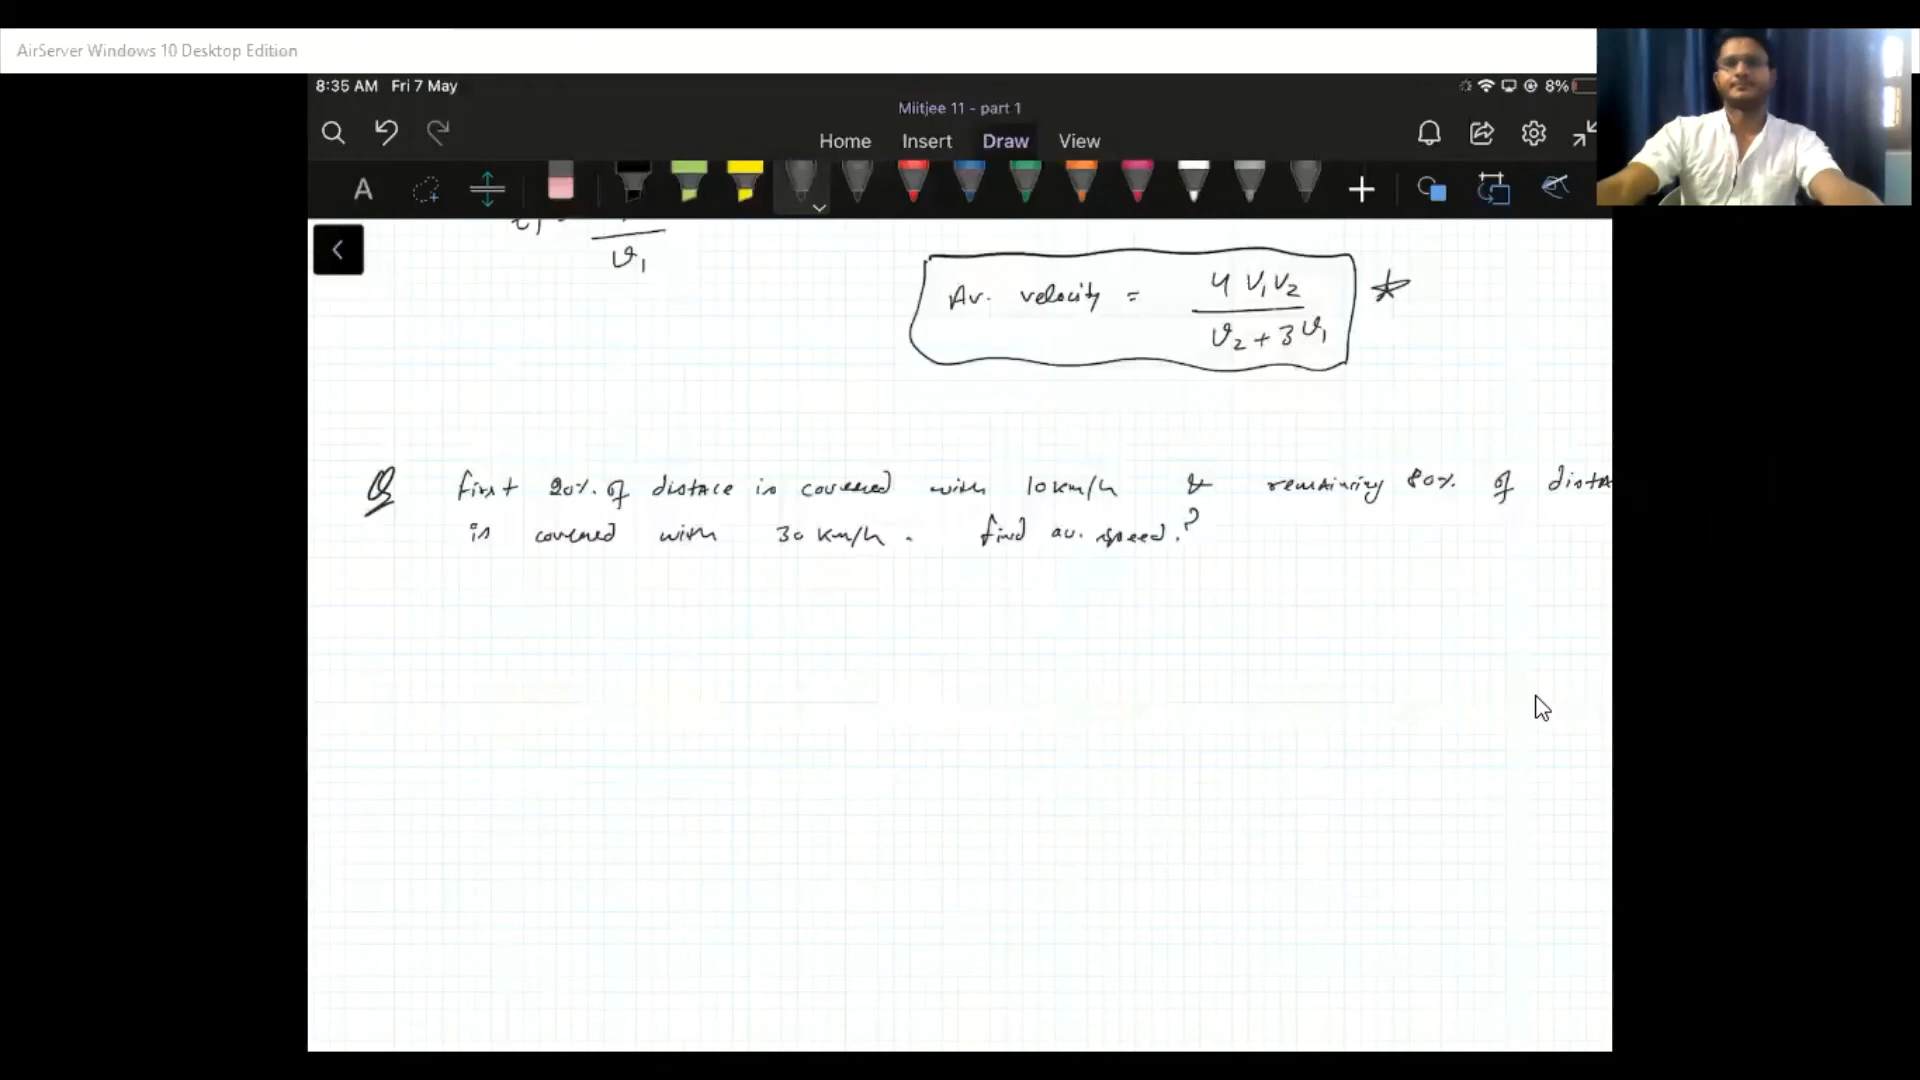 AirServer Windows 10 Desktop Edition
8:35 AM Fri 7 May
8%
Miitjee 11 - part 1
Home Insert Draw View
A
v₁
Av. velocity = 4 V₁V₂ / v₂ + 3v₁
Q first 20% of distace is covered with 10 km/h & remaining 80% of dista
is covered with 30 km/h. find av. speed.?